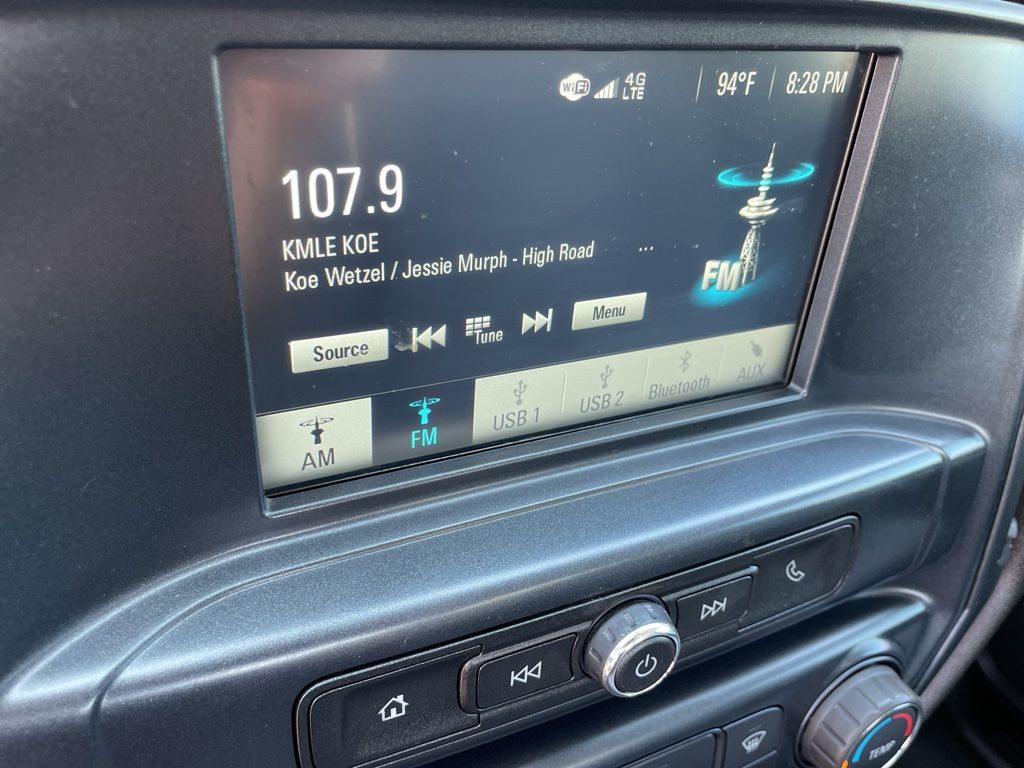 WiFi 4G LTE 94°F 8:28 PM
107.9
KMLE KOE
Koe Wetzel / Jessie Murph - High Road ...
FM
Source Tune Menu
AM FM USB 1 USB 2 Bluetooth AUX
TEMP